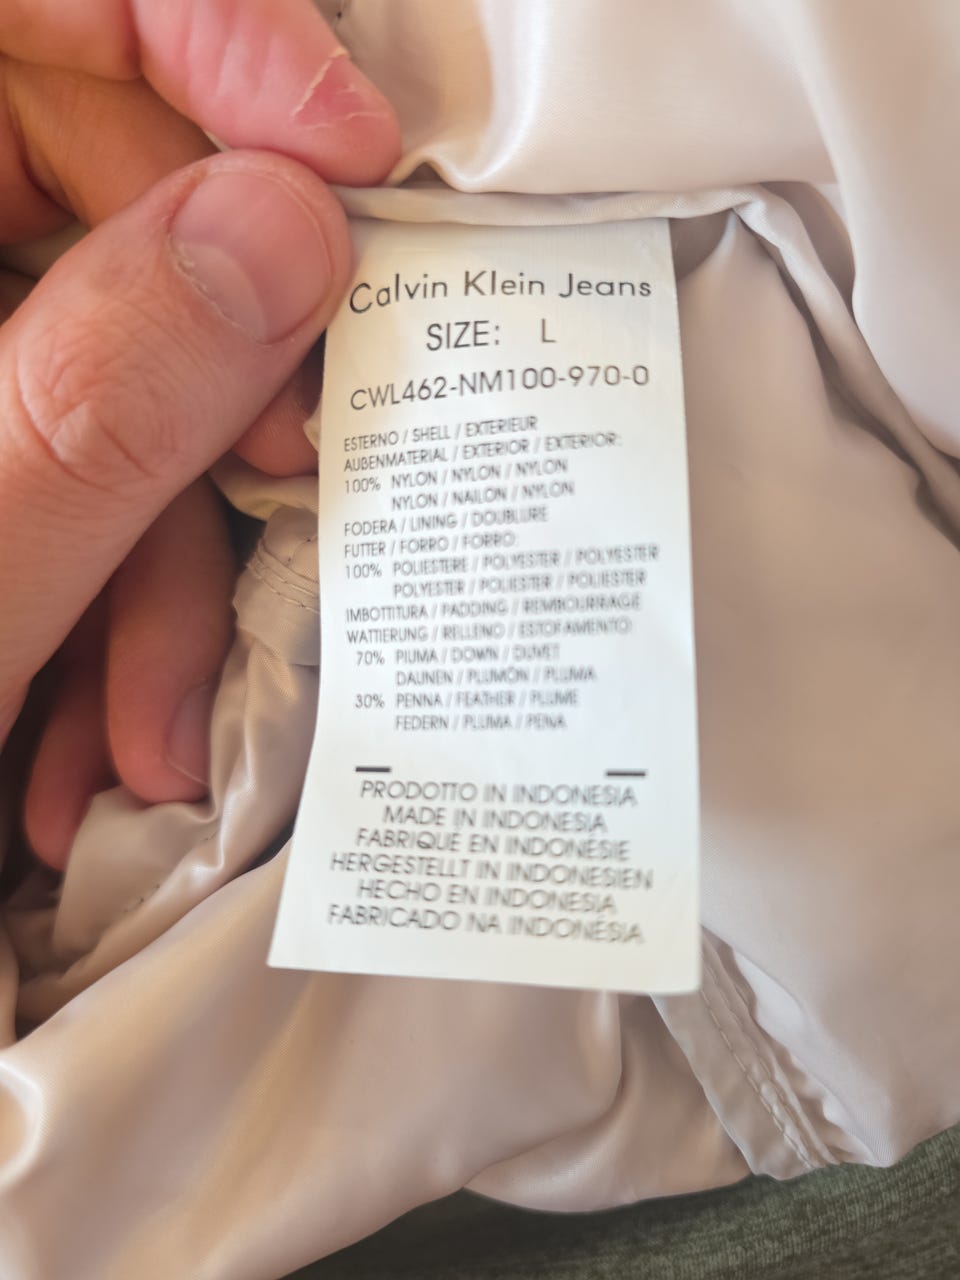 Calvin Klein Jeans
SIZE: L
CWL462-NM100-970-0
ESTERNO / SHELL / EXTERIEUR
AUßENMATERIAL / EXTERIOR / EXTERIOR:
100% NYLON / NYLON / NYLON
NYLON / NAILON / NYLON
FODERA / LINING / DOUBLURE
FUTTER / FORRO / FORRO:
100% POLIESTERE / POLYESTER / POLYESTER
POLYESTER / POLIESTER / POLIESTER
IMBOTTITURA / PADDING / REMBOURRAGE
WATTIERUNG / RELLENO / ESTOFAMENTO:
70% PIUMA / DOWN / DUVET
DAUNEN / PLUMÓN / PLUMA
30% PENNA / FEATHER / PLUME
FEDERN / PLUMA / PENA
PRODOTTO IN INDONESIA
MADE IN INDONESIA
FABRIQUE EN INDONESIE
HERGESTELLT IN INDONESIEN
HECHO EN INDONESIA
FABRICADO NA INDONÉSIA